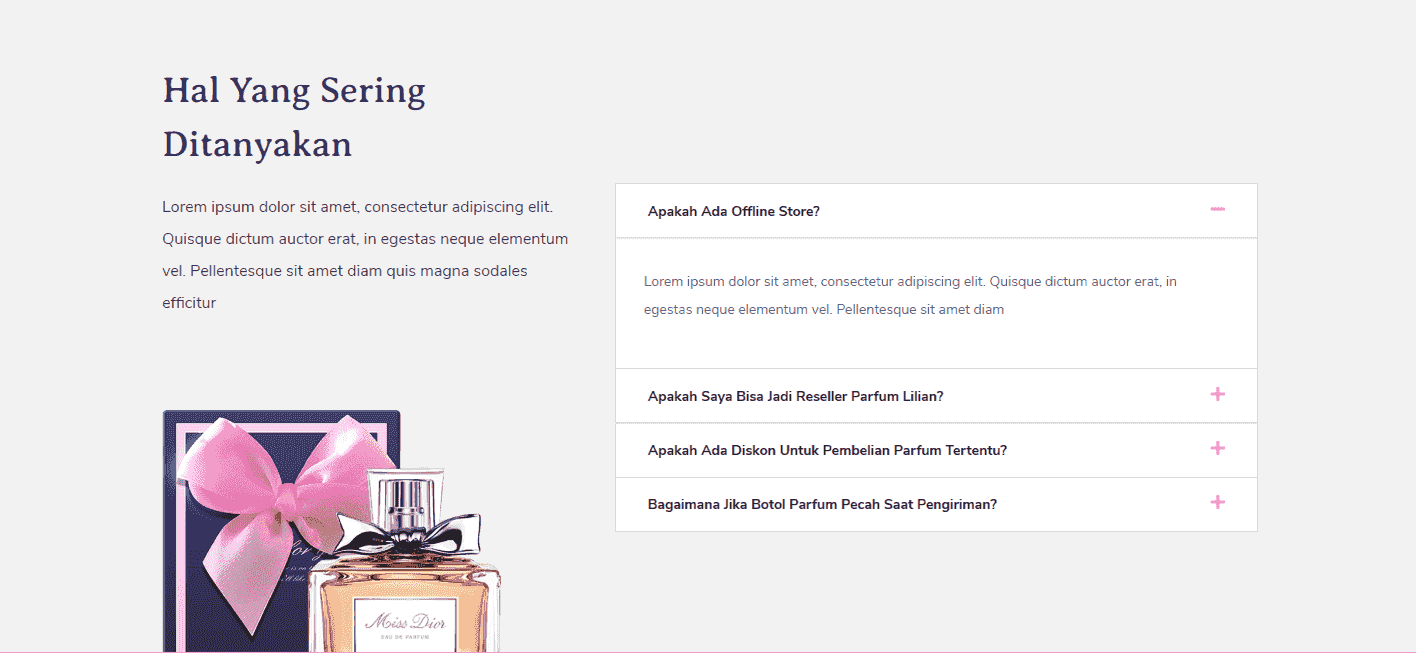 Hal Yang Sering
Ditanyakan
Lorem ipsum dolor sit amet, consectetur adipiscing elit.
Quisque dictum auctor erat, in egestas neque elementum
vel. Pellentesque sit amet diam quis magna sodales
efficitur
Apakah Ada Offline Store?
Lorem ipsum dolor sit amet, consectetur adipiscing elit. Quisque dictum auctor erat, in
egestas neque elementum vel. Pellentesque sit amet diam
Apakah Saya Bisa Jadi Reseller Parfum Lilian?
Apakah Ada Diskon Untuk Pembelian Parfum Tertentu?
Bagaimana Jika Botol Parfum Pecah Saat Pengiriman?
Miss Dior
EAU DE PARFUM